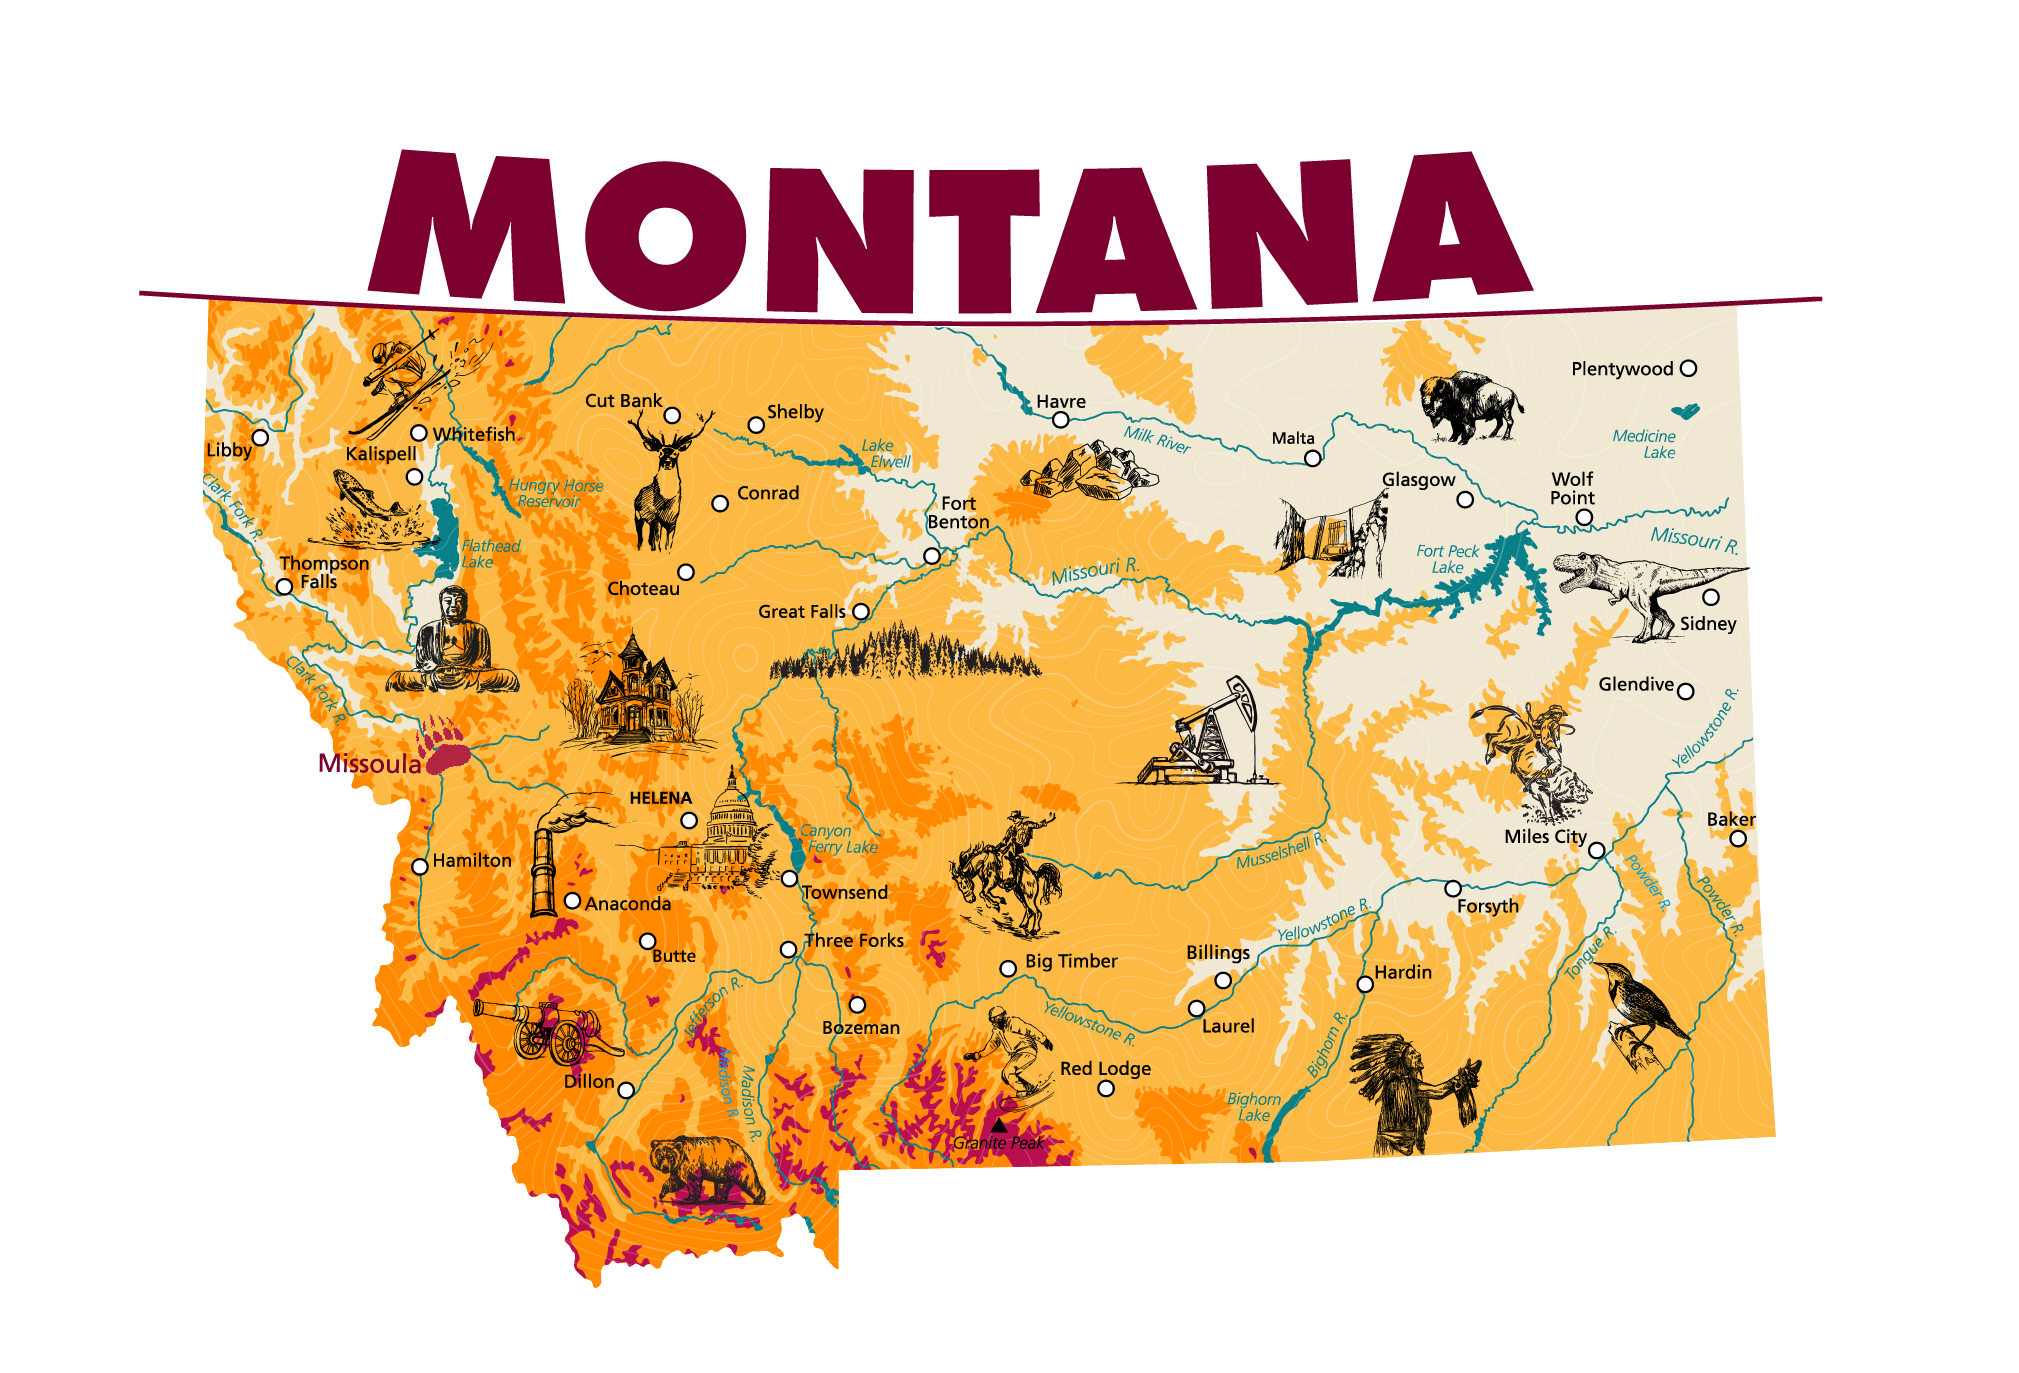 MONTANA
Plentywood
Cut Bank
Shelby
Havre
Libby
Whitefish
Kalispell
Milk River
Malta
Medicine
Lake
Lake
Elwell
Glasgow
Wolf
Point
Clark Fork R.
Hungry Horse
Reservoir
Conrad
Fort
Benton
Missouri R.
Flathead
Lake
Fort Peck
Lake
Thompson
Falls
Choteau
Missouri R.
Great Falls
Sidney
Clark Fork R.
Glendive
Yellowstone R.
Missoula
HELENA
Canyon
Ferry Lake
Baker
Miles City
Musselshell R.
Hamilton
Townsend
Powder R.
Powder R.
Anaconda
Forsyth
Yellowstone R.
Three Forks
Butte
Big Timber
Billings
Tongue R.
Hardin
Jefferson R.
Bozeman
Yellowstone R.
Laurel
Bighorn R.
Dillon
Madison R.
Madison R.
Red Lodge
Bighorn
Lake
Granite Peak